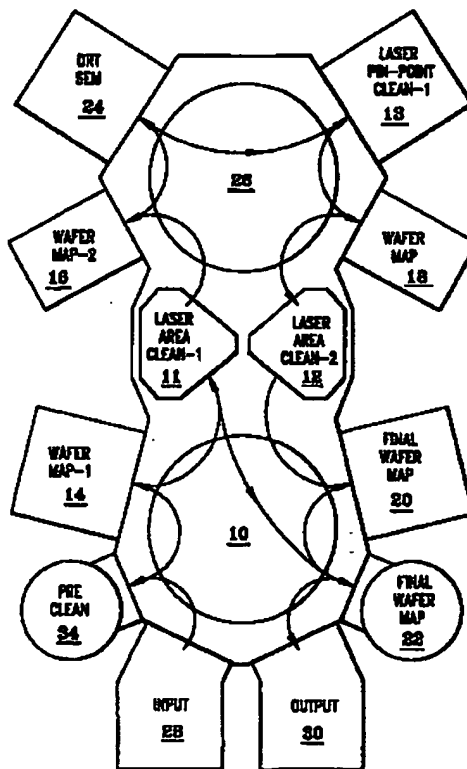 DRT
SEM
24
LASER
PIN-POINT
CLEAN-1
13
26
WAFER
MAP-2
16
WAFER
MAP
18
LASER
AREA
CLEAN-1
11
LASER
AREA
CLEAN-2
12
WAFER
MAP-1
14
FINAL
WAFER
MAP
20
10
PRE
CLEAN
34
FINAL
WAFER
MAP
22
INPUT
28
OUTPUT
30